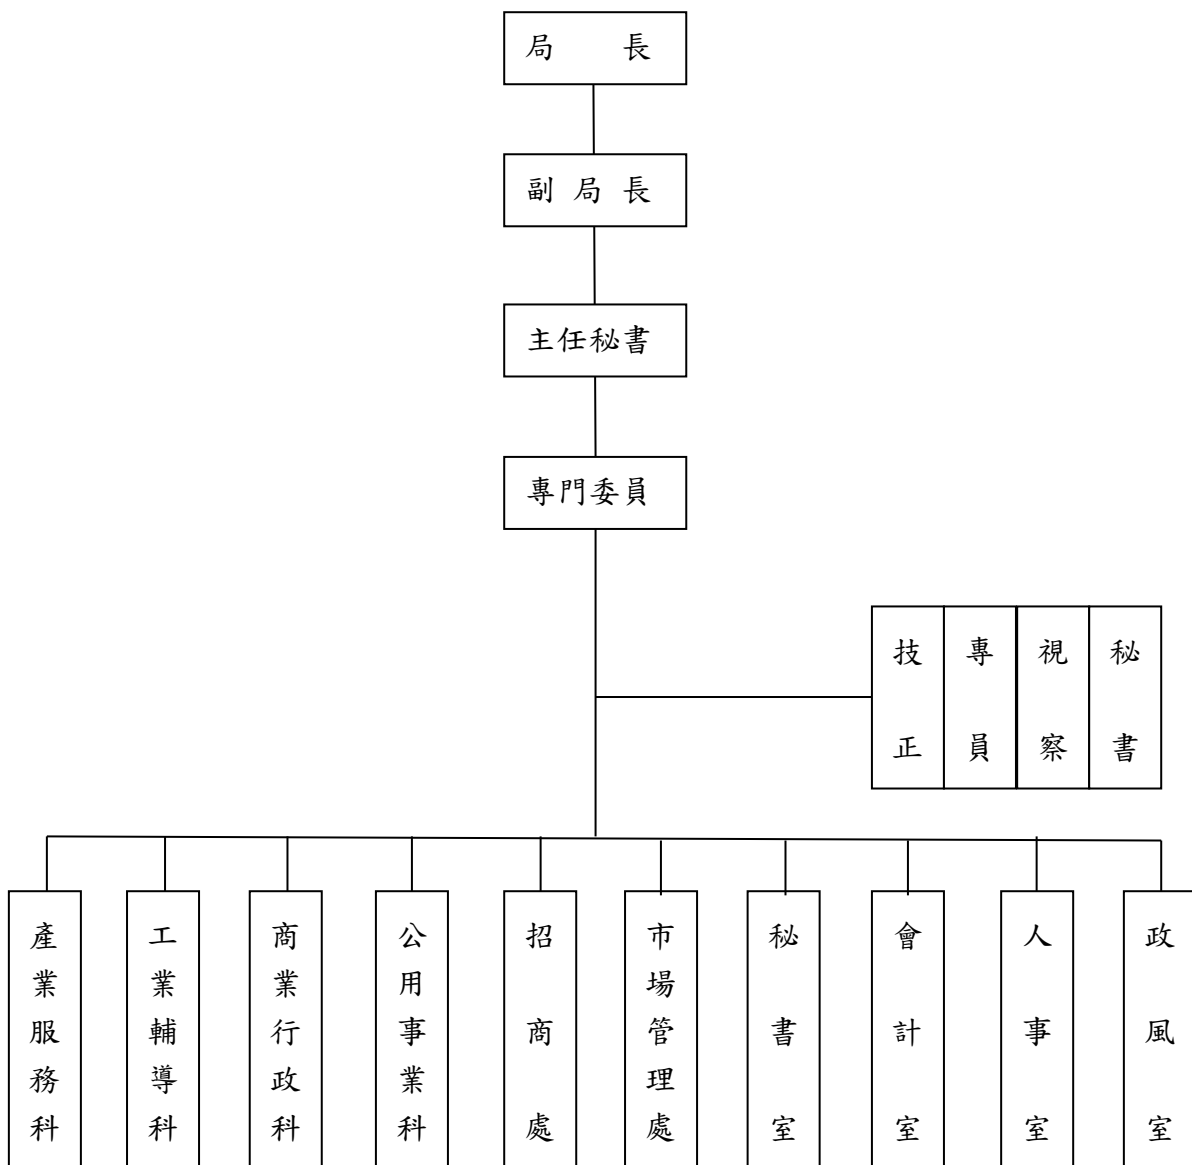 局長
副局長
主任秘書
專門委員
技正
專員
視察
秘書
產業服務科
工業輔導科
商業行政科
公用事業科
招商處
市場管理處
秘書室
會計室
人事室
政風室